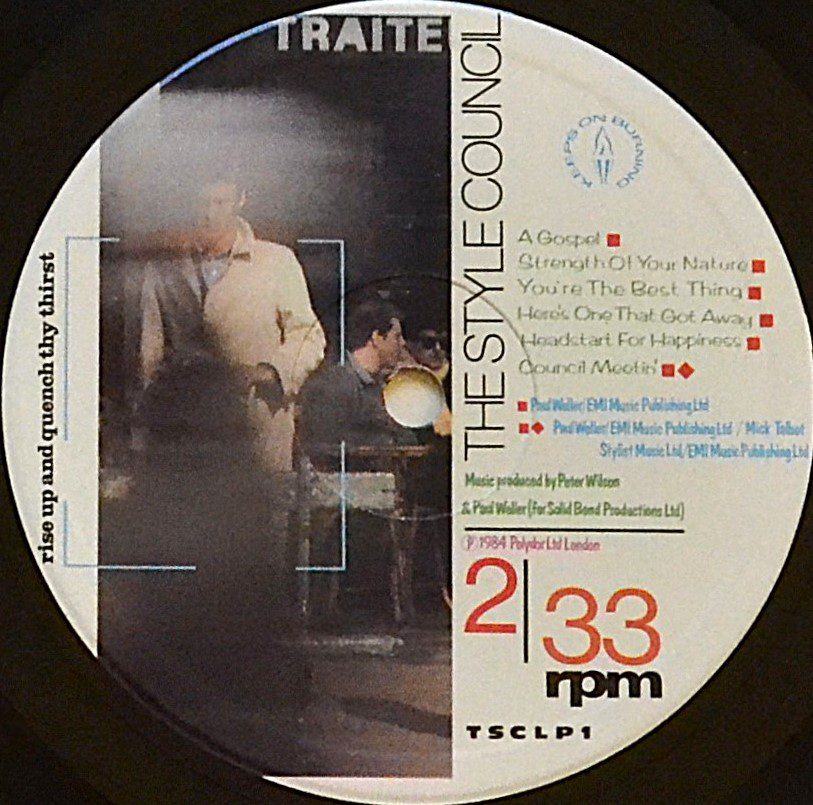 TRAITE
rise up and quench thy thirst
THE STYLE COUNCIL
KEEPS ON BURNING
A Gospel
Strength Of Your Nature
You're The Best Thing
Here's One That Got Away
Headstart For Happiness
Council Meetin'
Paul Weller/EMI Music Publishing Ltd
Paul Weller/EMI Music Publishing Ltd / Mick Talbot
Stylist Music Ltd/EMI Music Publishing Ltd
Music produced by Peter Wilson
& Paul Weller (for Solid Bond Productions Ltd)
Ⓟ 1984 Polydor Ltd London
2 33
rpm
TSCLP1